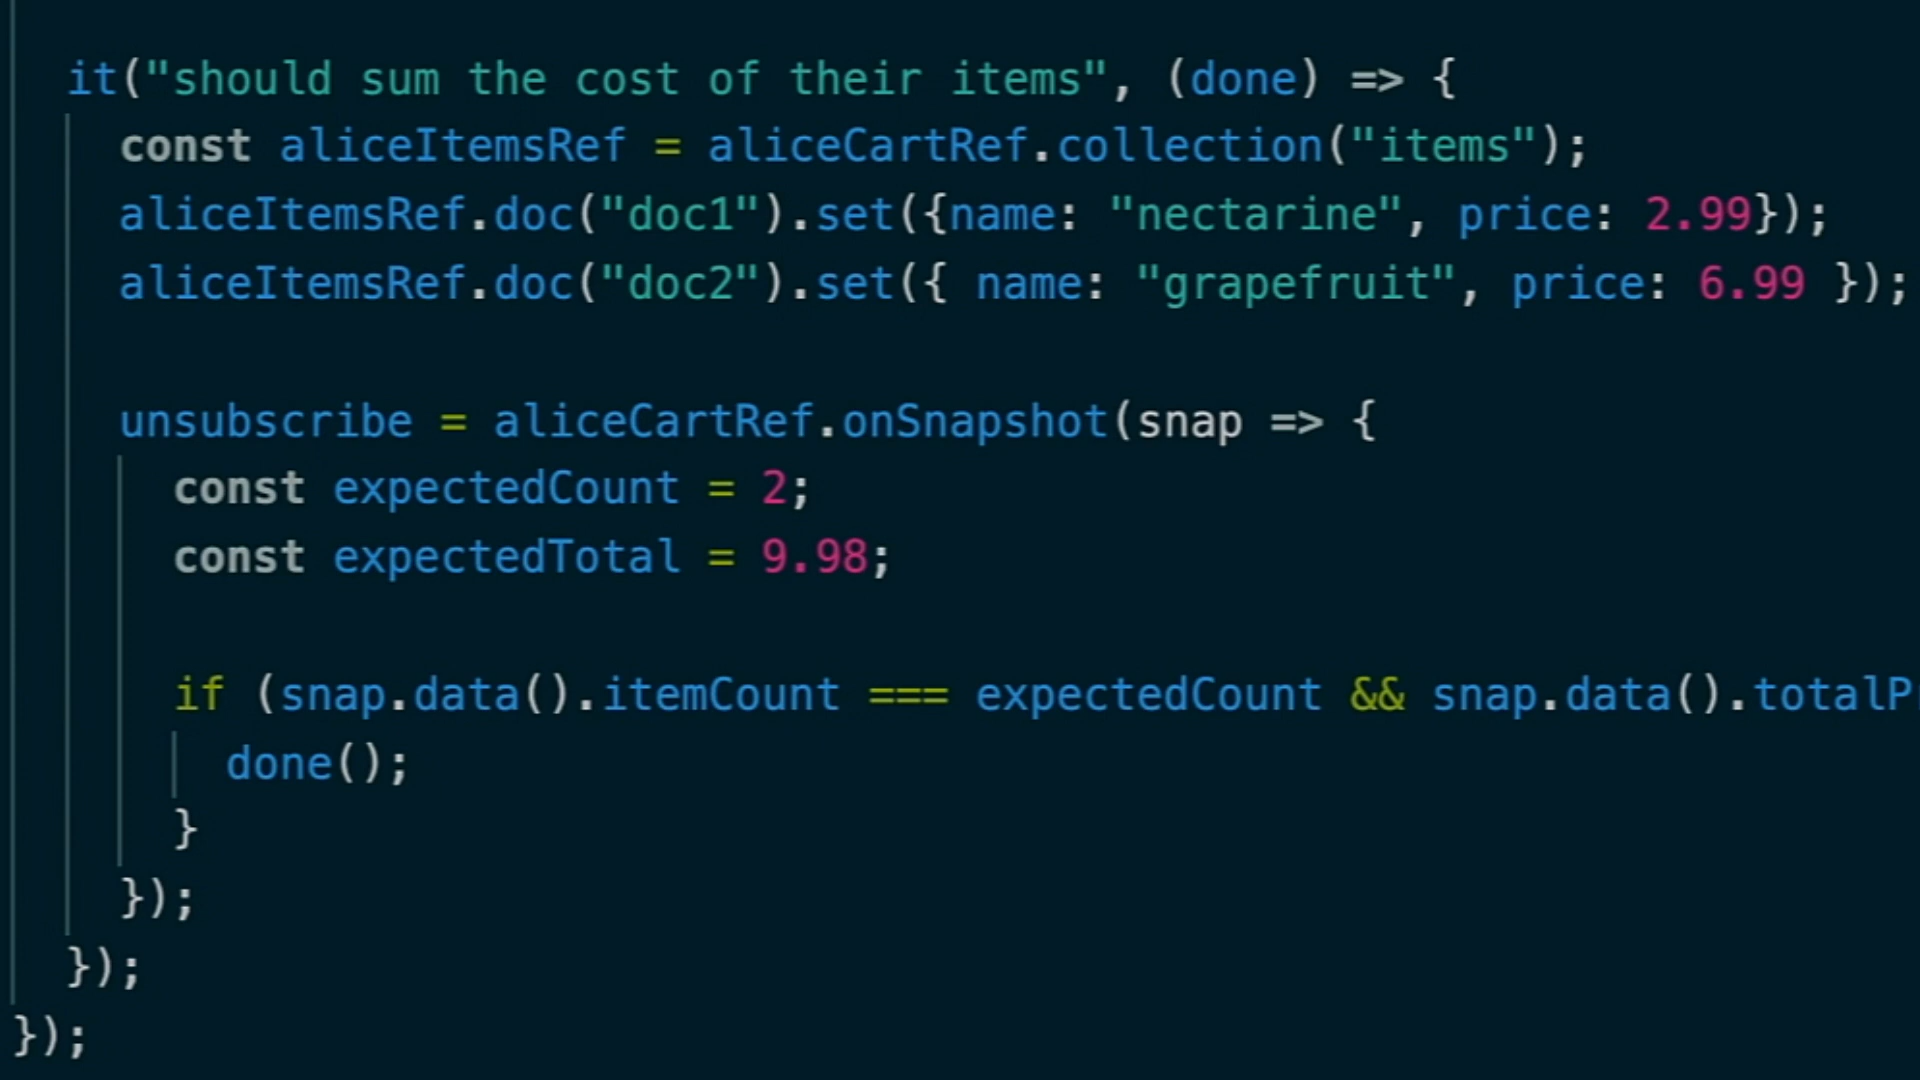 it("should sum the cost of their items", (done) => {
const aliceItemsRef = aliceCartRef.collection("items");
aliceItemsRef.doc("doc1").set({name: "nectarine", price: 2.99});
aliceItemsRef.doc("doc2").set({ name: "grapefruit", price: 6.99 });
unsubscribe = aliceCartRef.onSnapshot(snap => {
const expectedCount = 2;
const expectedTotal = 9.98;
if (snap.data().itemCount === expectedCount && snap.data().totalP
done();
}
});
});
});